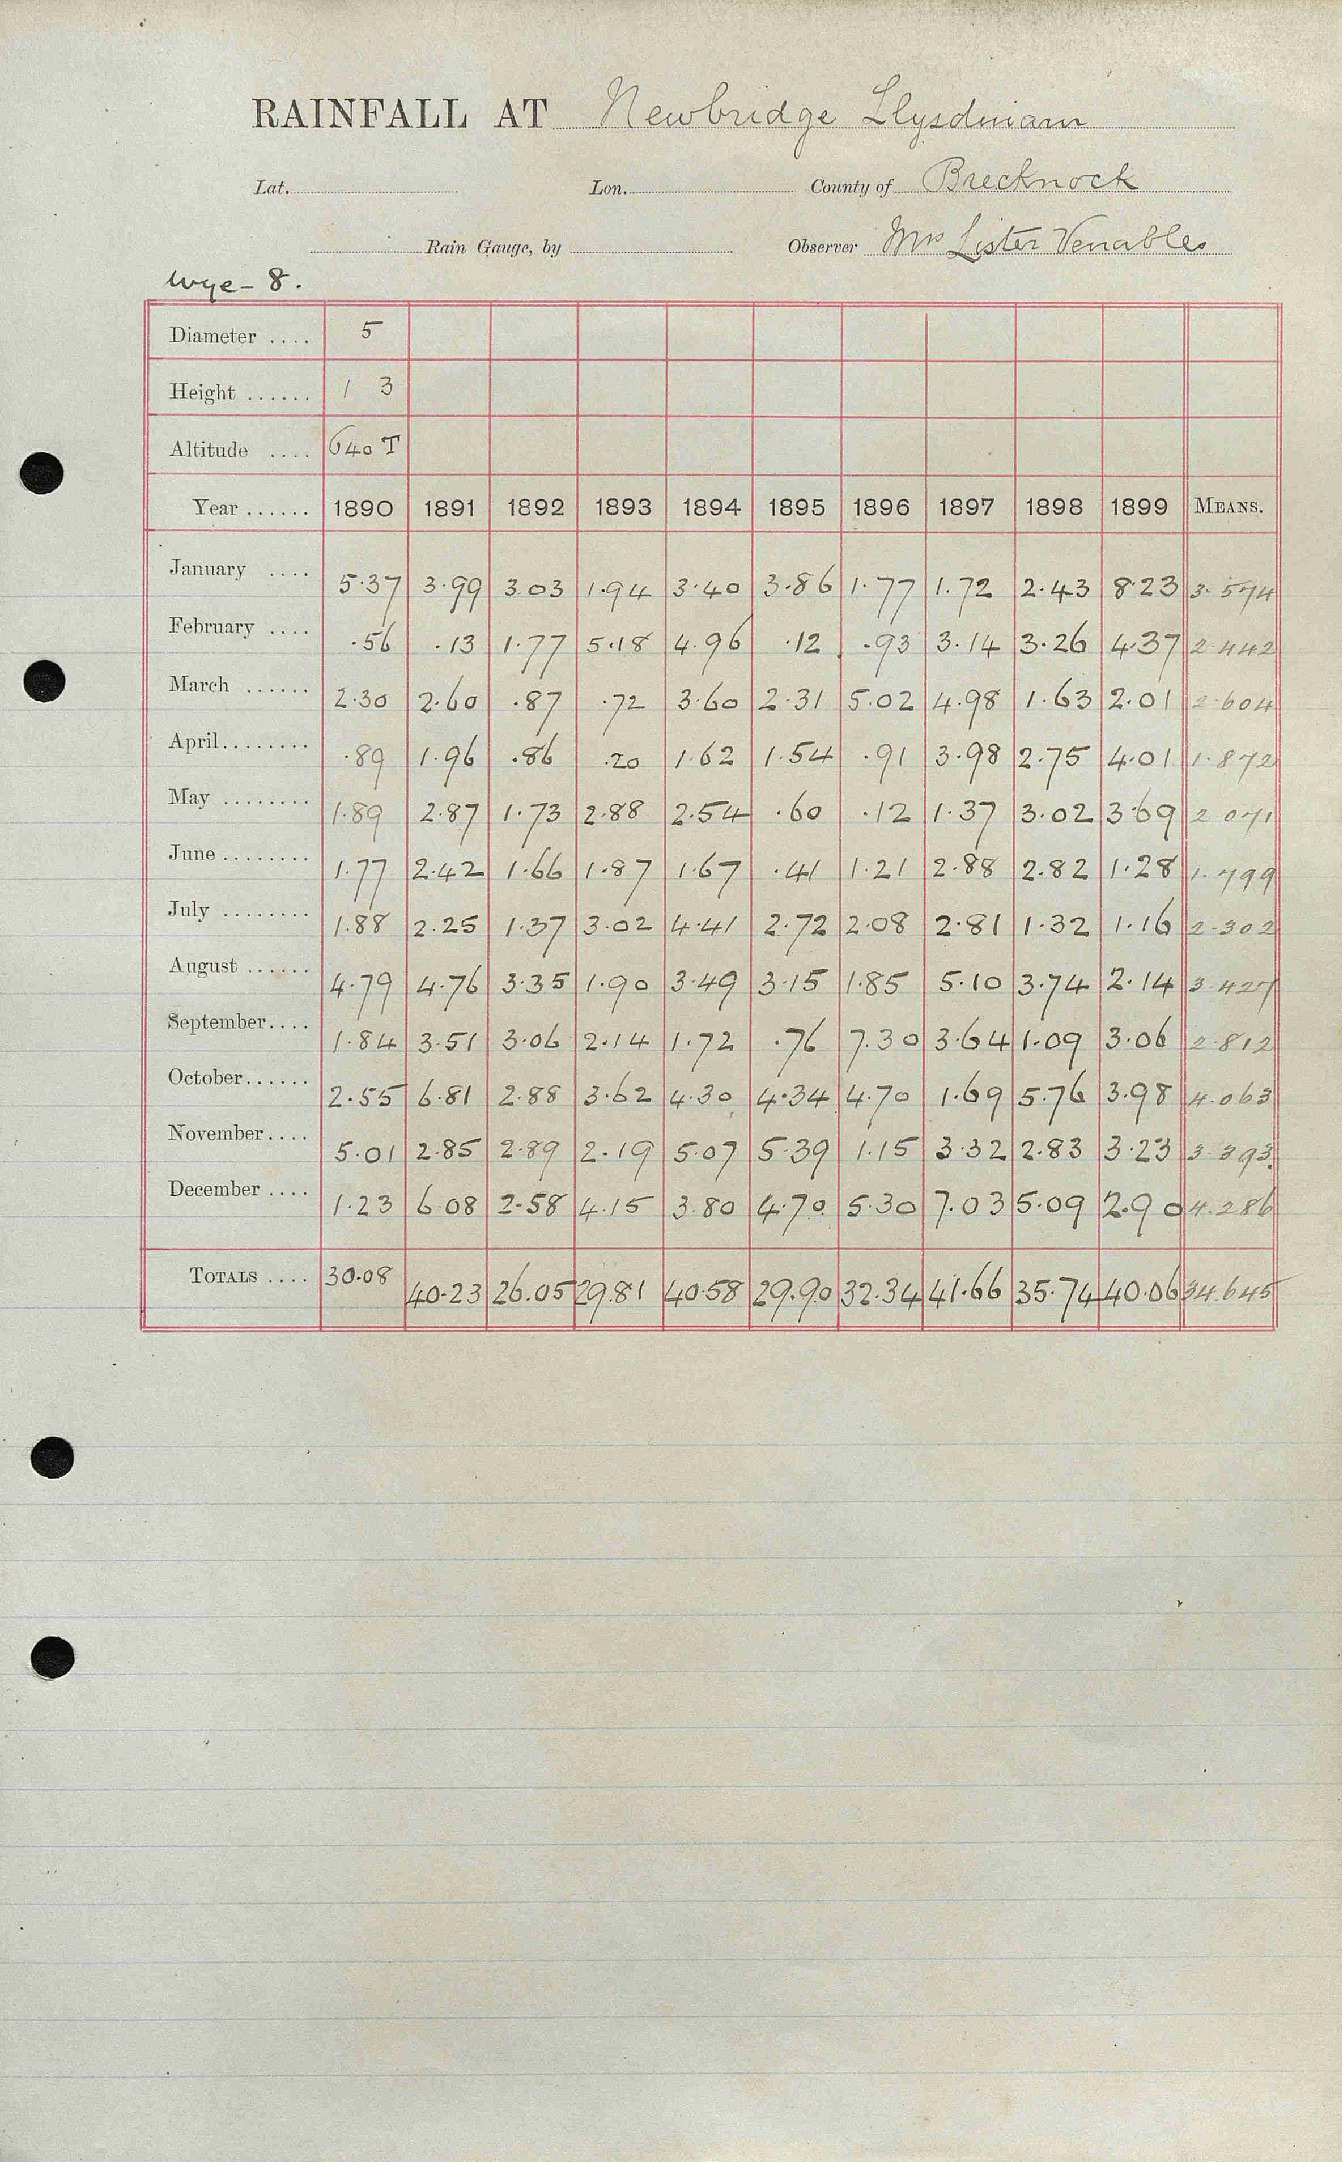 RAINFALL AT Newbridge Llysdinam
Lat. Lon. County of Brecknock
Rain Gauge, by Observer Mrs Lister Venables
Wye - 8.
Diameter .... 5
Height ...... 1 3
Altitude .... 640 T
Year ...... 1890 1891 1892 1893 1894 1895 1896 1897 1898 1899 MEANS.
January .... 5.37 3.99 3.03 1.94 3.40 3.86 1.77 1.72 2.43 8.23 3.574
February .... .56 .13 1.77 5.18 4.96 .12 .93 3.14 3.26 4.37 2.442
March ...... 2.30 2.60 .87 .72 3.60 2.31 5.02 4.98 1.63 2.01 2.604
April........ .89 1.96 .86 .20 1.62 1.54 .91 3.98 2.75 4.01 1.872
May ........ 1.89 2.87 1.73 2.88 2.54 .60 .12 1.37 3.02 3.69 2.071
June ........ 1.77 2.42 1.66 1.87 1.67 .41 1.21 2.88 2.82 1.28 1.799
July ........ 1.88 2.25 1.37 3.02 4.41 2.72 2.08 2.81 1.32 1.16 2.302
August ...... 4.79 4.76 3.35 1.90 3.49 3.15 1.85 5.10 3.74 2.14 3.427
September.... 1.84 3.51 3.06 2.14 1.72 .76 7.30 3.64 1.09 3.06 2.812
October...... 2.55 6.81 2.88 3.62 4.30 4.34 4.70 1.69 5.76 3.98 4.063
November.... 5.01 2.85 2.89 2.19 5.07 5.39 1.15 3.32 2.83 3.23 3.393
December .... 1.23 6.08 2.58 4.15 3.80 4.70 5.30 7.03 5.09 2.90 4.286
TOTALS .... 30.08 40.23 26.05 29.81 40.58 29.90 32.34 41.66 35.74 40.06 34.645